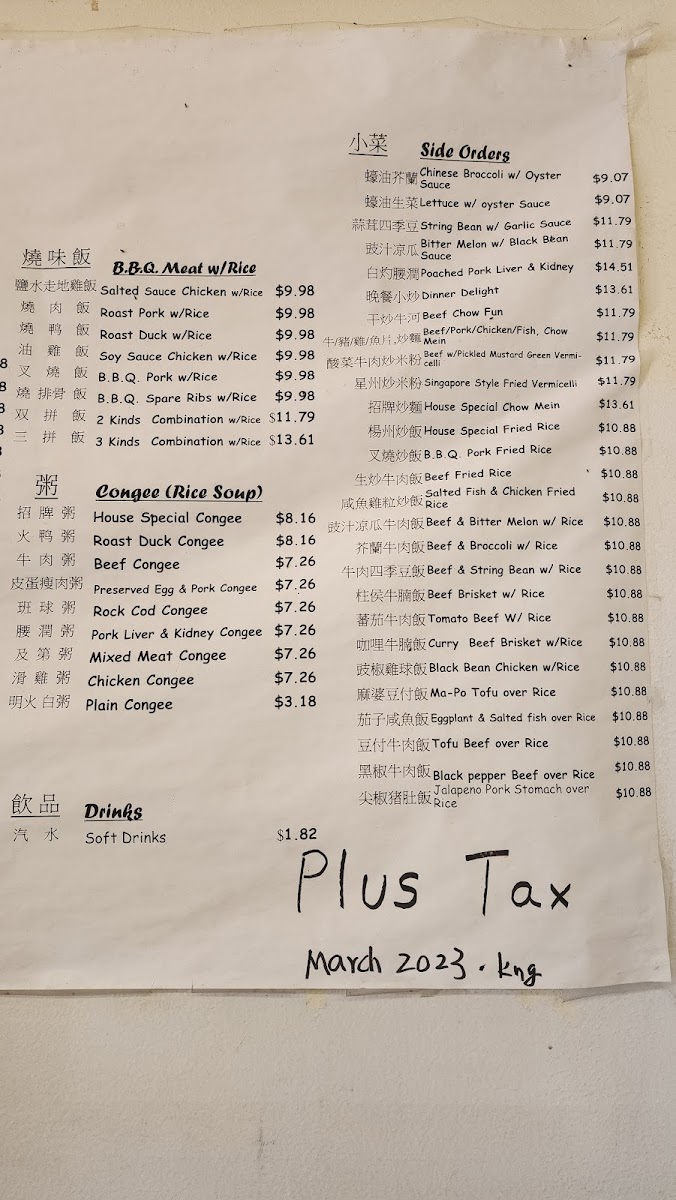 燒味飯 B.B.Q. Meat w/Rice
鹽水走地雞飯 Salted Sauce Chicken w/Rice $9.98
燒肉飯 Roast Pork w/Rice $9.98
燒鸭飯 Roast Duck w/Rice $9.98
油雞飯 Soy Sauce Chicken w/Rice $9.98
叉燒飯 B.B.Q. Pork w/Rice $9.98
燒排骨飯 B.B.Q. Spare Ribs w/Rice $9.98
双拼飯 2 Kinds Combination w/Rice $11.79
三拼飯 3 Kinds Combination w/Rice $13.61
粥 Congee (Rice Soup)
招牌粥 House Special Congee $8.16
火鸭粥 Roast Duck Congee $8.16
牛肉粥 Beef Congee $7.26
皮蛋瘦肉粥 Preserved Egg & Pork Congee $7.26
班球粥 Rock Cod Congee $7.26
腰潤粥 Pork Liver & Kidney Congee $7.26
及第粥 Mixed Meat Congee $7.26
滑雞粥 Chicken Congee $7.26
明火白粥 Plain Congee $3.18
飲品 Drinks
汽水 Soft Drinks $1.82
小菜 Side Orders
蠔油芥蘭 Chinese Broccoli w/ Oyster
Sauce $9.07
蠔油生菜 Lettuce w/ oyster Sauce $9.07
蒜茸四季豆 String Bean w/ Garlic Sauce $11.79
豉汁凉瓜 Bitter Melon w/ Black Bean
Sauce $11.79
白灼腰潤 Poached Pork Liver & Kidney $14.51
晚餐小炒 Dinner Delight $13.61
干炒牛河 Beef Chow Fun $11.79
牛/豬/雞/魚片,炒麵 Beef/Pork/Chicken/Fish, Chow
Mein $11.79
酸菜牛肉炒米粉 Beef w/Pickled Mustard Green Vermi-
celli $11.79
星州炒米粉 Singapore Style Fried Vermicelli $11.79
招牌炒麵 House Special Chow Mein $13.61
楊州炒飯 House Special Fried Rice $10.88
叉燒炒飯 B.B.Q. Pork Fried Rice $10.88
生炒牛肉飯 Beef Fried Rice $10.88
咸魚雞粒炒飯 Salted Fish & Chicken Fried
Rice $10.88
豉汁凉瓜牛肉飯 Beef & Bitter Melon w/ Rice $10.88
芥蘭牛肉飯 Beef & Broccoli w/ Rice $10.88
牛肉四季豆飯 Beef & String Bean w/ Rice $10.88
柱侯牛腩飯 Beef Brisket w/ Rice $10.88
蕃茄牛肉飯 Tomato Beef W/ Rice $10.88
咖哩牛腩飯 Curry Beef Brisket w/Rice $10.88
豉椒雞球飯 Black Bean Chicken w/Rice $10.88
麻婆豆付飯 Ma-Po Tofu over Rice $10.88
茄子咸魚飯 Eggplant & Salted fish over Rice $10.88
豆付牛肉飯 Tofu Beef over Rice $10.88
黑椒牛肉飯 Black pepper Beef over Rice $10.88
尖椒猪肚飯 Jalapeno Pork Stomach over
Rice $10.88
Plus Tax
March 2023. kng